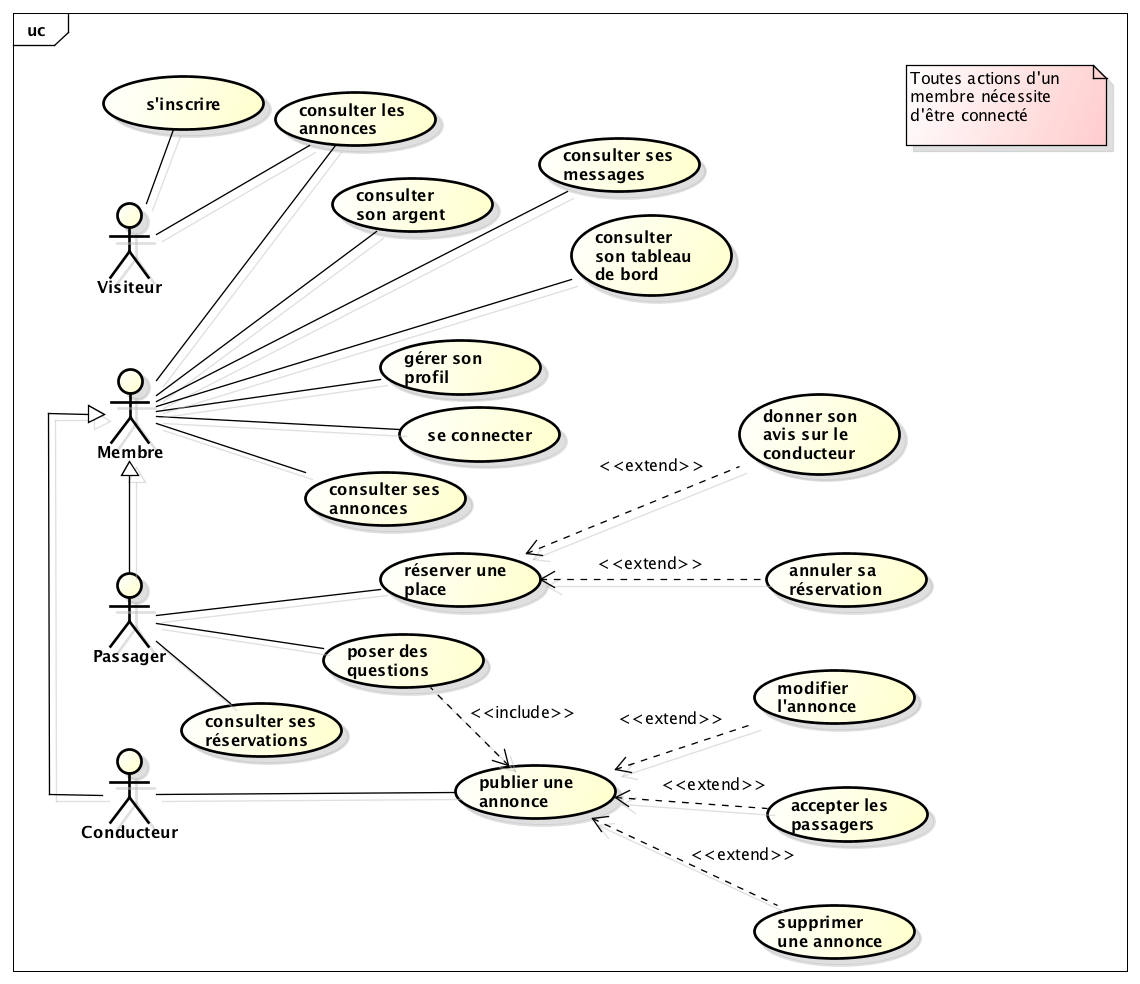 uc
Toutes actions d'un
membre nécessite
d'être connecté
s'inscrire
consulter les
annonces
consulter ses
messages
consulter
son argent
Visiteur
consulter
son tableau
de bord
gérer son
profil
Membre
se connecter
donner son
avis sur le
conducteur
<<extend>>
consulter ses
annonces
réserver une
place
<<extend>>
annuler sa
réservation
Passager
poser des
questions
<<include>>
modifier
l'annonce
<<extend>>
consulter ses
réservations
Conducteur
publier une
annonce
<<extend>>
accepter les
passagers
<<extend>>
supprimer
une annonce